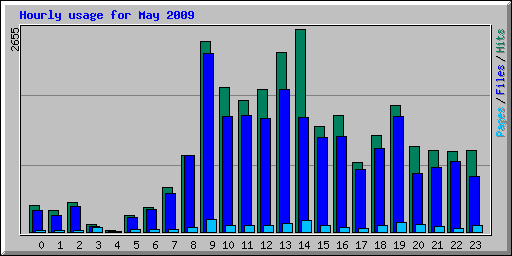 Hourly usage for May 2009
2655
Pages / Files / Hits
0 1 2 3 4 5 6 7 8 9 10 11 12 13 14 15 16 17 18 19 20 21 22 23